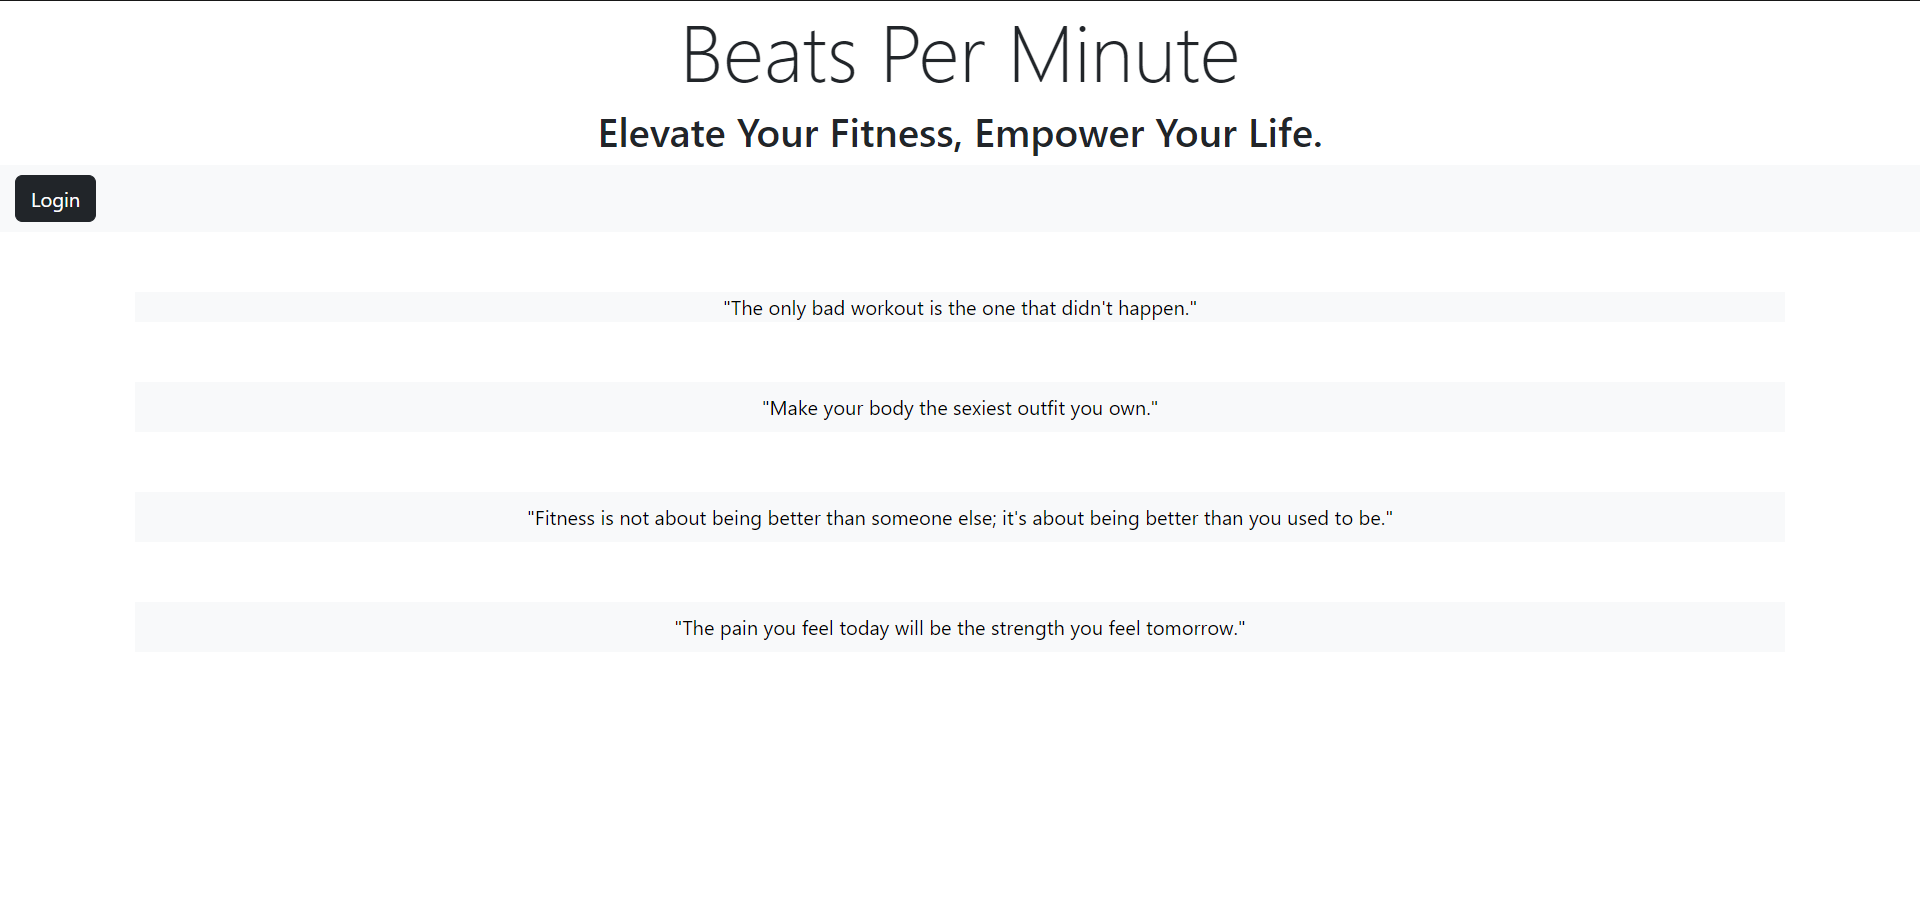 Beats Per Minute
Elevate Your Fitness, Empower Your Life.
Login
"The only bad workout is the one that didn't happen."
"Make your body the sexiest outfit you own."
"Fitness is not about being better than someone else; it's about being better than you used to be."
"The pain you feel today will be the strength you feel tomorrow."